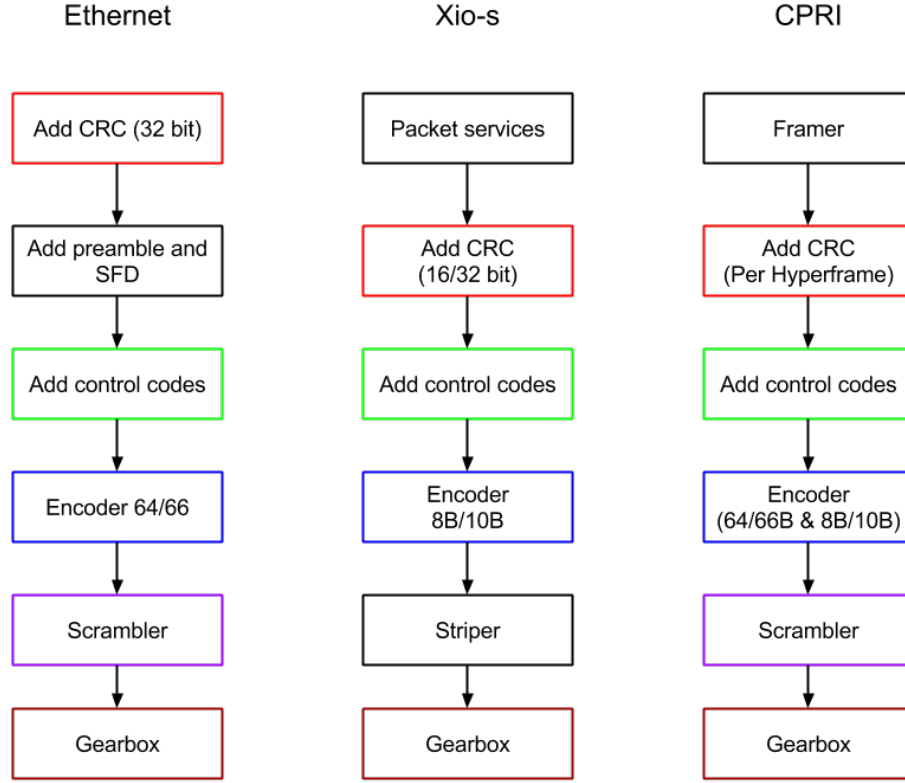 Ethernet
Add CRC (32 bit)
Add preamble and
SFD
Add control codes
Encoder 64/66
Scrambler
Gearbox
Xio-s
Packet services
Add CRC
(16/32 bit)
Add control codes
Encoder
8B/10B
Striper
Gearbox
CPRI
Framer
Add CRC
(Per Hyperframe)
Add control codes
Encoder
(64/66B & 8B/10B)
Scrambler
Gearbox